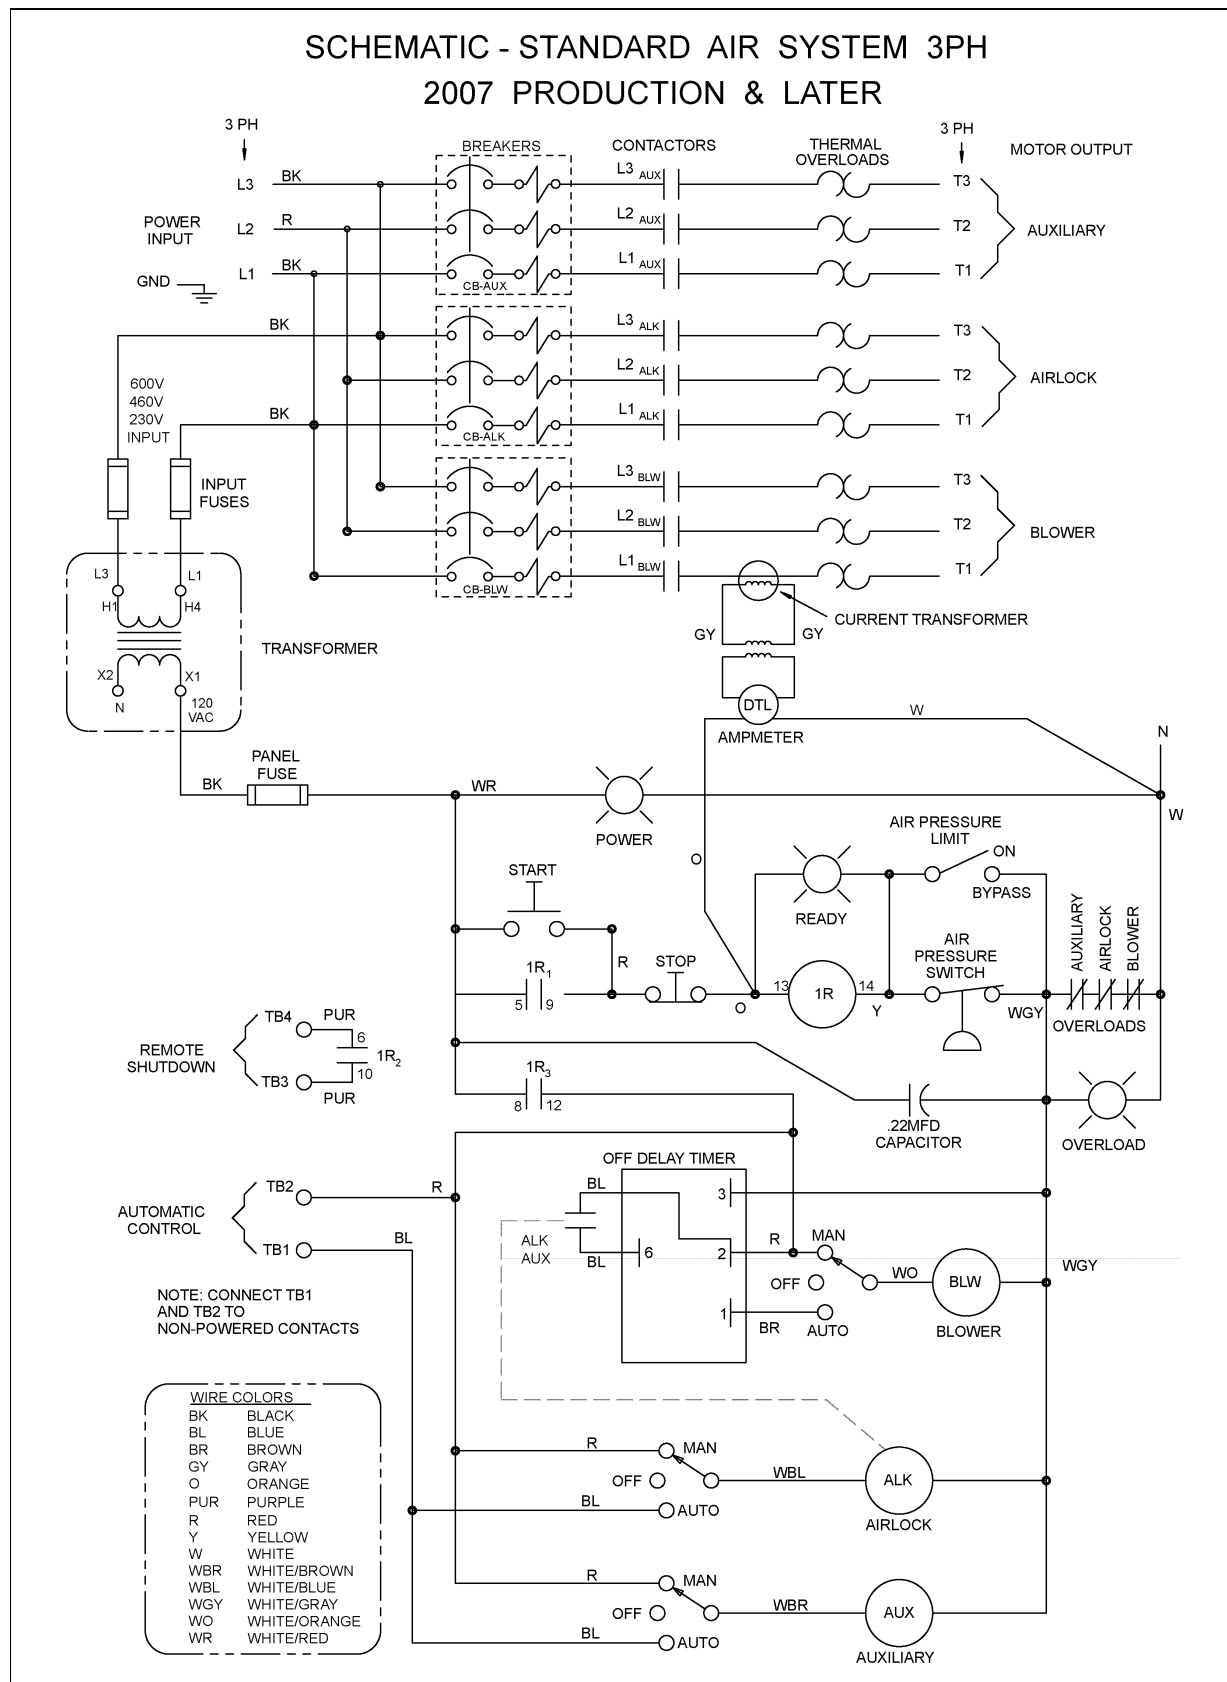 SCHEMATIC - STANDARD AIR SYSTEM 3PH
2007 PRODUCTION & LATER
3 PH
BREAKERS
CONTACTORS
THERMAL
OVERLOADS
3 PH
MOTOR OUTPUT
L3
BK
L3 AUX
T3
POWER
INPUT
L2
R
L2 AUX
T2
AUXILIARY
L1
BK
L1 AUX
T1
GND
CB-AUX
BK
L3 ALK
T3
L2 ALK
T2
AIRLOCK
BK
L1 ALK
T1
CB-ALK
600V
460V
230V
INPUT
INPUT
FUSES
L3 BLW
T3
L2 BLW
T2
BLOWER
L1 BLW
T1
CB-BLW
L3
L1
H1
H4
TRANSFORMER
X2
X1
N
120
VAC
CURRENT TRANSFORMER
GY
GY
DTL
AMPMETER
W
N
PANEL
FUSE
BK
WR
POWER
W
AIR PRESSURE
LIMIT
ON
BYPASS
O
START
READY
AUXILIARY
AIRLOCK
BLOWER
AIR
PRESSURE
SWITCH
R
STOP
1R1
5
9
O
13
1R
14
Y
WGY
OVERLOADS
TB4
PUR
6
REMOTE
SHUTDOWN
1R2
10
TB3
PUR
1R3
8
12
.22MFD
CAPACITOR
OVERLOAD
OFF DELAY TIMER
TB2
R
BL
3
AUTOMATIC
CONTROL
ALK
AUX
TB1
BL
BL
6
2
R
MAN
WGY
OFF
WO
BLW
BLOWER
1
BR
AUTO
NOTE: CONNECT TB1
AND TB2 TO
NON-POWERED CONTACTS
WIRE COLORS
BK BLACK
BL BLUE
BR BROWN
GY GRAY
O ORANGE
PUR PURPLE
R RED
Y YELLOW
W WHITE
WBR WHITE/BROWN
WBL WHITE/BLUE
WGY WHITE/GRAY
WO WHITE/ORANGE
WR WHITE/RED
R
MAN
OFF
WBL
ALK
BL
AUTO
AIRLOCK
R
MAN
OFF
WBR
AUX
BL
AUTO
AUXILIARY